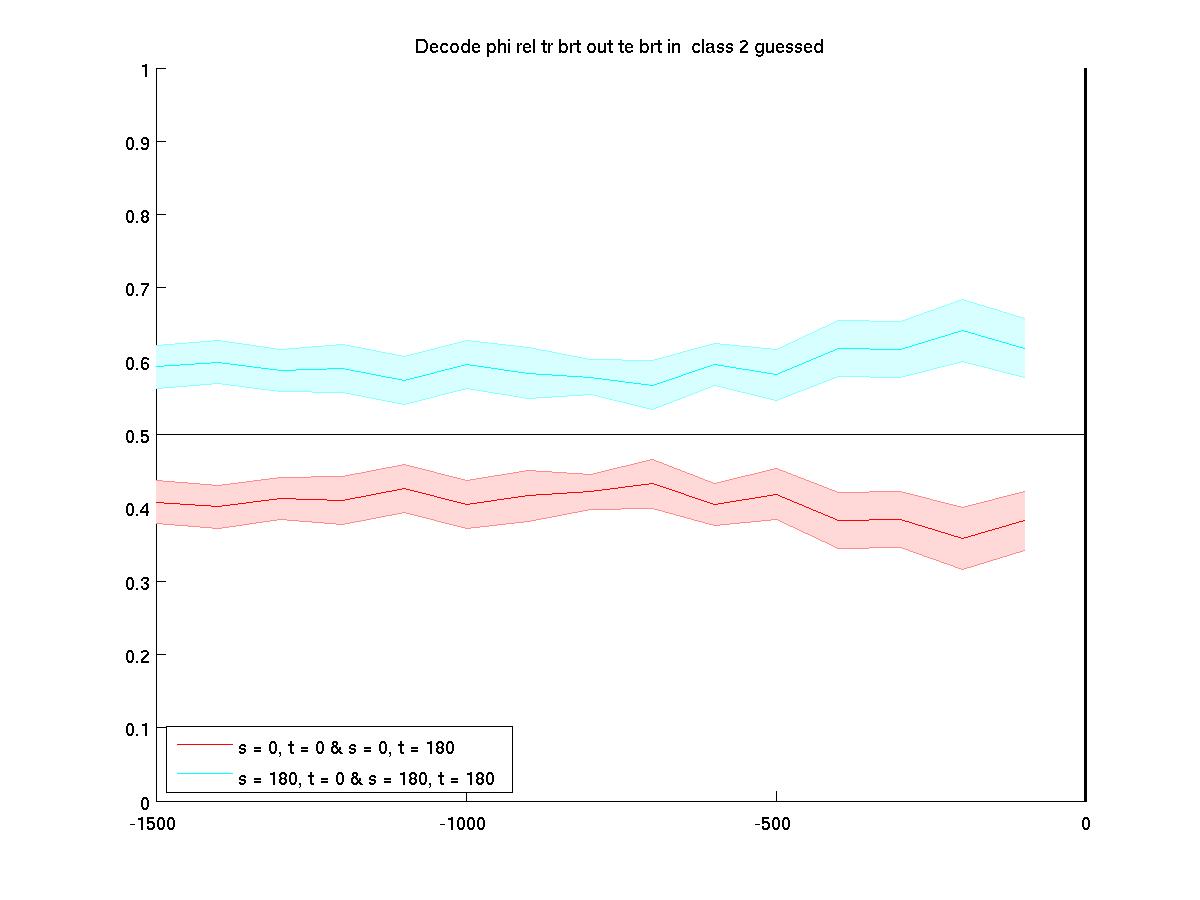 Decode phi rel tr brt out te brt in  class 2 guessed
1
0.9
0.8
0.7
0.6
0.5
0.4
0.3
0.2
0.1
0
s = 0, t = 0 & s = 0, t = 180
s = 180, t = 0 & s = 180, t = 180
-1500 -1000 -500 0